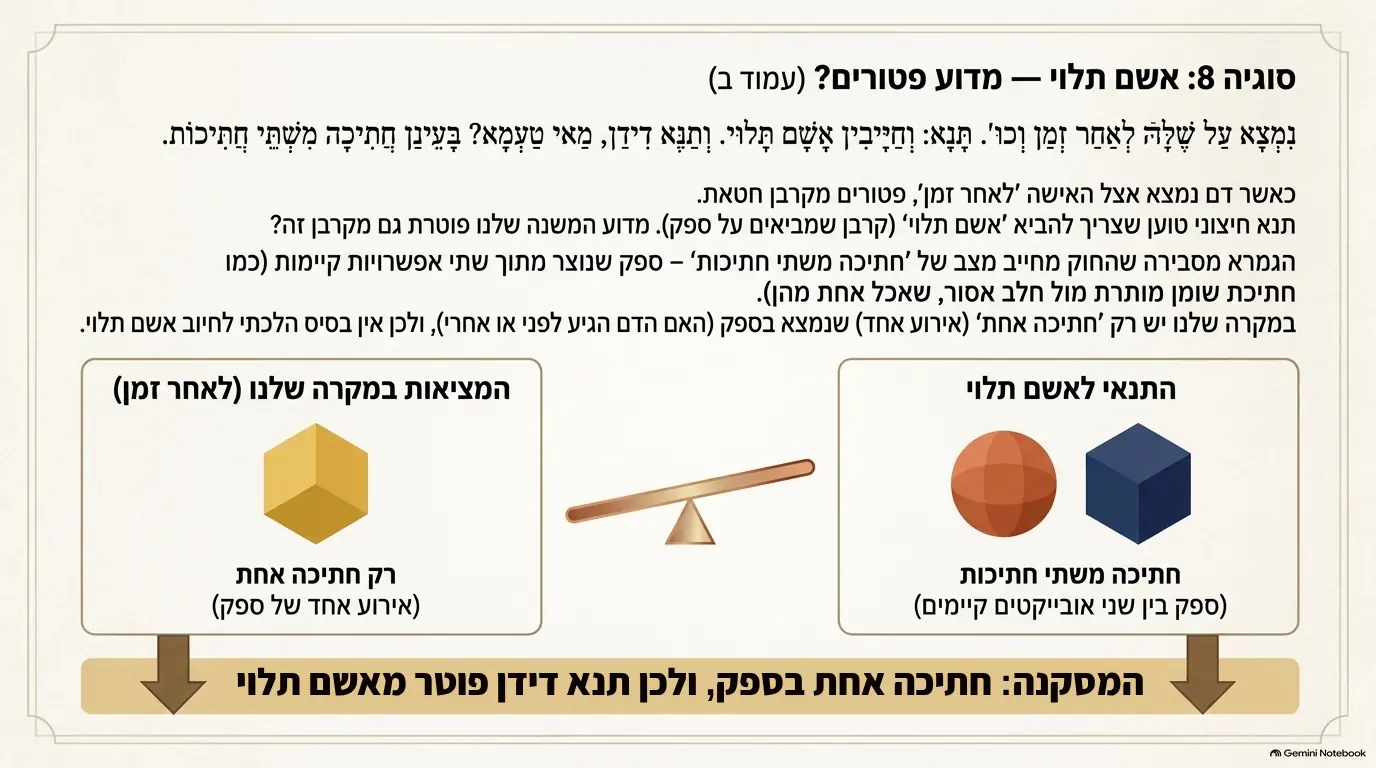 סוגיה 8: אשם תלוי — מדוע פטורים? (עמוד ב)
נִמְצָא עַל שֶׁלָּהּ לְאַחַר זְמַן וְכוּ'. תָּנָא: וְחַיָּיבִין אָשָׁם תָּלוּי. וְתַנָּא דִידַן, מַאי טַעְמָא? בָּעֵינַן חֲתִיכָה מִשְׁתֵּי חֲתִיכוֹת.
כאשר דם נמצא אצל האישה 'לאחר זמן', פטורים מקרבן חטאת.
תנא חיצוני טוען שצריך להביא 'אשם תלוי' (קרבן שמביאים על ספק). מדוע המשנה שלנו פוטרת גם מקרבן זה?
הגמרא מסבירה שהחוק מחייב מצב של 'חתיכה משתי חתיכות' – ספק שנוצר מתוך שתי אפשרויות קיימות (כמו
חתיכת שומן מותרת מול חלב אסור, שאכל אחת מהן).
במקרה שלנו יש רק 'חתיכה אחת' (אירוע אחד) שנמצא בספק (האם הדם הגיע לפני או אחרי), ולכן אין בסיס הלכתי לחיוב אשם תלוי.
התנאי לאשם תלוי
חתיכה משתי חתיכות
(ספק בין שני אובייקטים קיימים)
המציאות במקרה שלנו (לאחר זמן)
רק חתיכה אחת
(אירוע אחד של ספק)
המסקנה: חתיכה אחת בספק, ולכן תנא דידן פוטר מאשם תלוי
Gemini Notebook